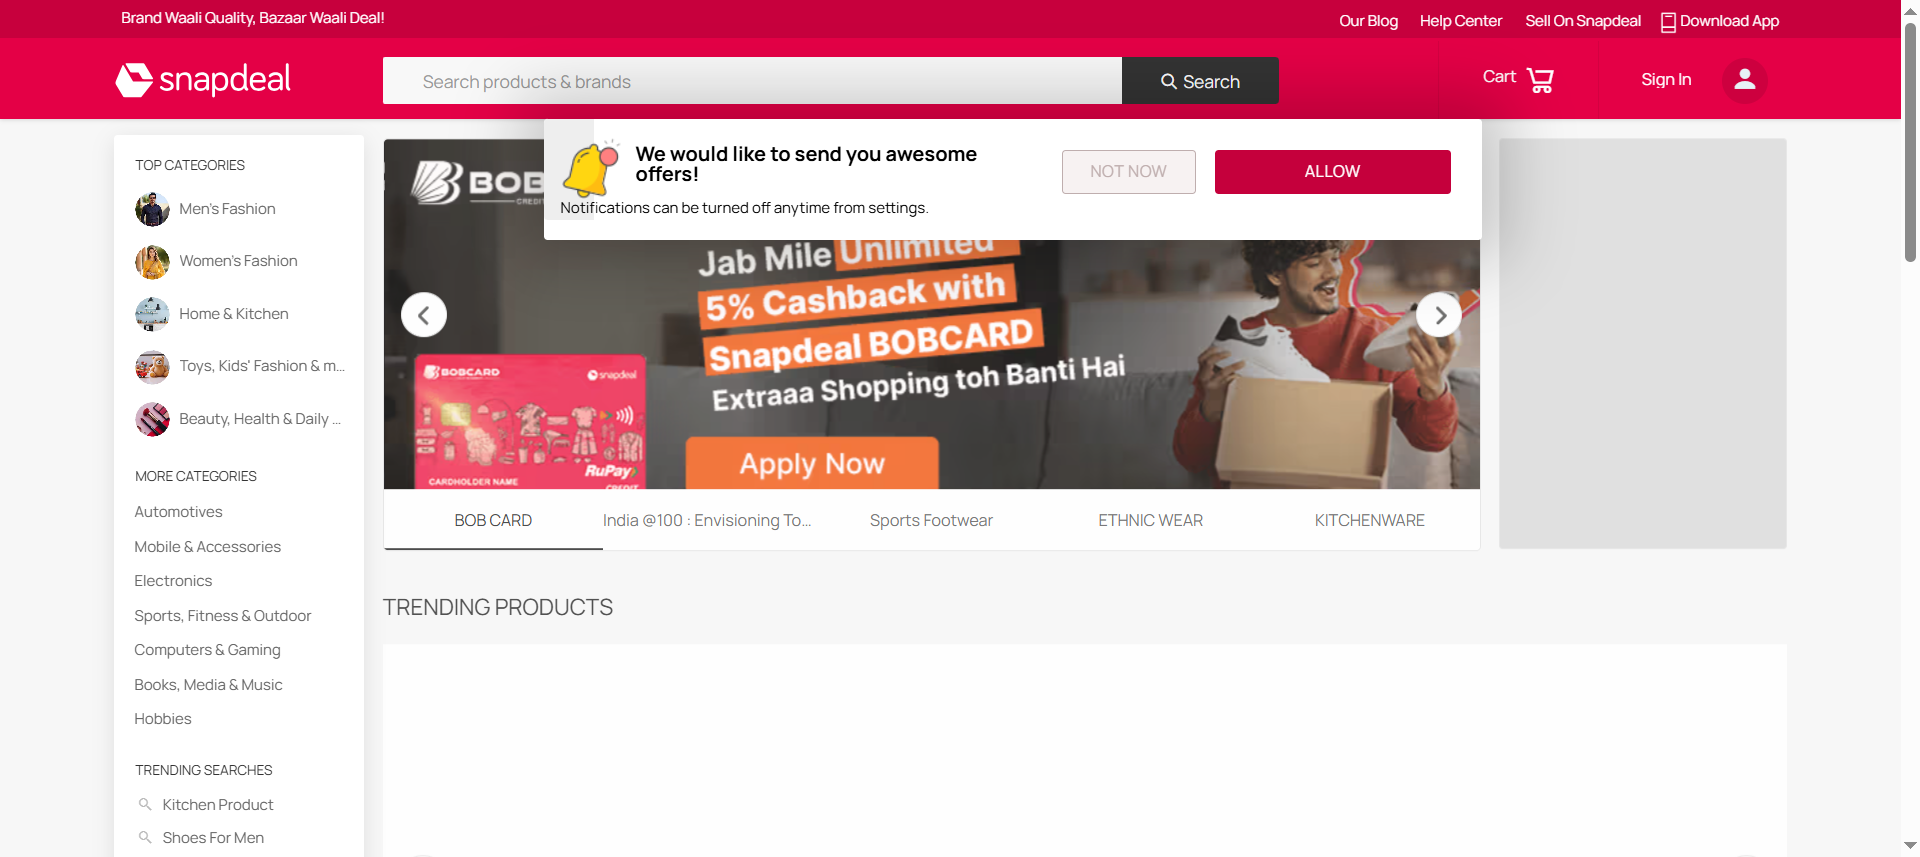 Brand Waali Quality, Bazaar Waali Deal!
Our Blog
Help Center
Sell On Snapdeal
Download App
snapdeal
Search products & brands
Search
Cart
Sign In
We would like to send you awesome
offers!
NOT NOW
ALLOW
Notifications can be turned off anytime from settings.
TOP CATEGORIES
Men's Fashion
Women's Fashion
Home & Kitchen
Toys, Kids' Fashion & m...
Beauty, Health & Daily ...
MORE CATEGORIES
Automotives
Mobile & Accessories
Electronics
Sports, Fitness & Outdoor
Computers & Gaming
Books, Media & Music
Hobbies
TRENDING SEARCHES
Kitchen Product
Shoes For Men
BOB
CREDIT
Jab Mile Unlimited
5% Cashback with
Snapdeal BOBCARD
Extraaa Shopping toh Banti Hai
Apply Now
BOBCARD
snapdeal
RuPay
CREDIT
CARDHOLDER NAME
BOB CARD
India @100 : Envisioning To...
Sports Footwear
ETHNIC WEAR
KITCHENWARE
TRENDING PRODUCTS